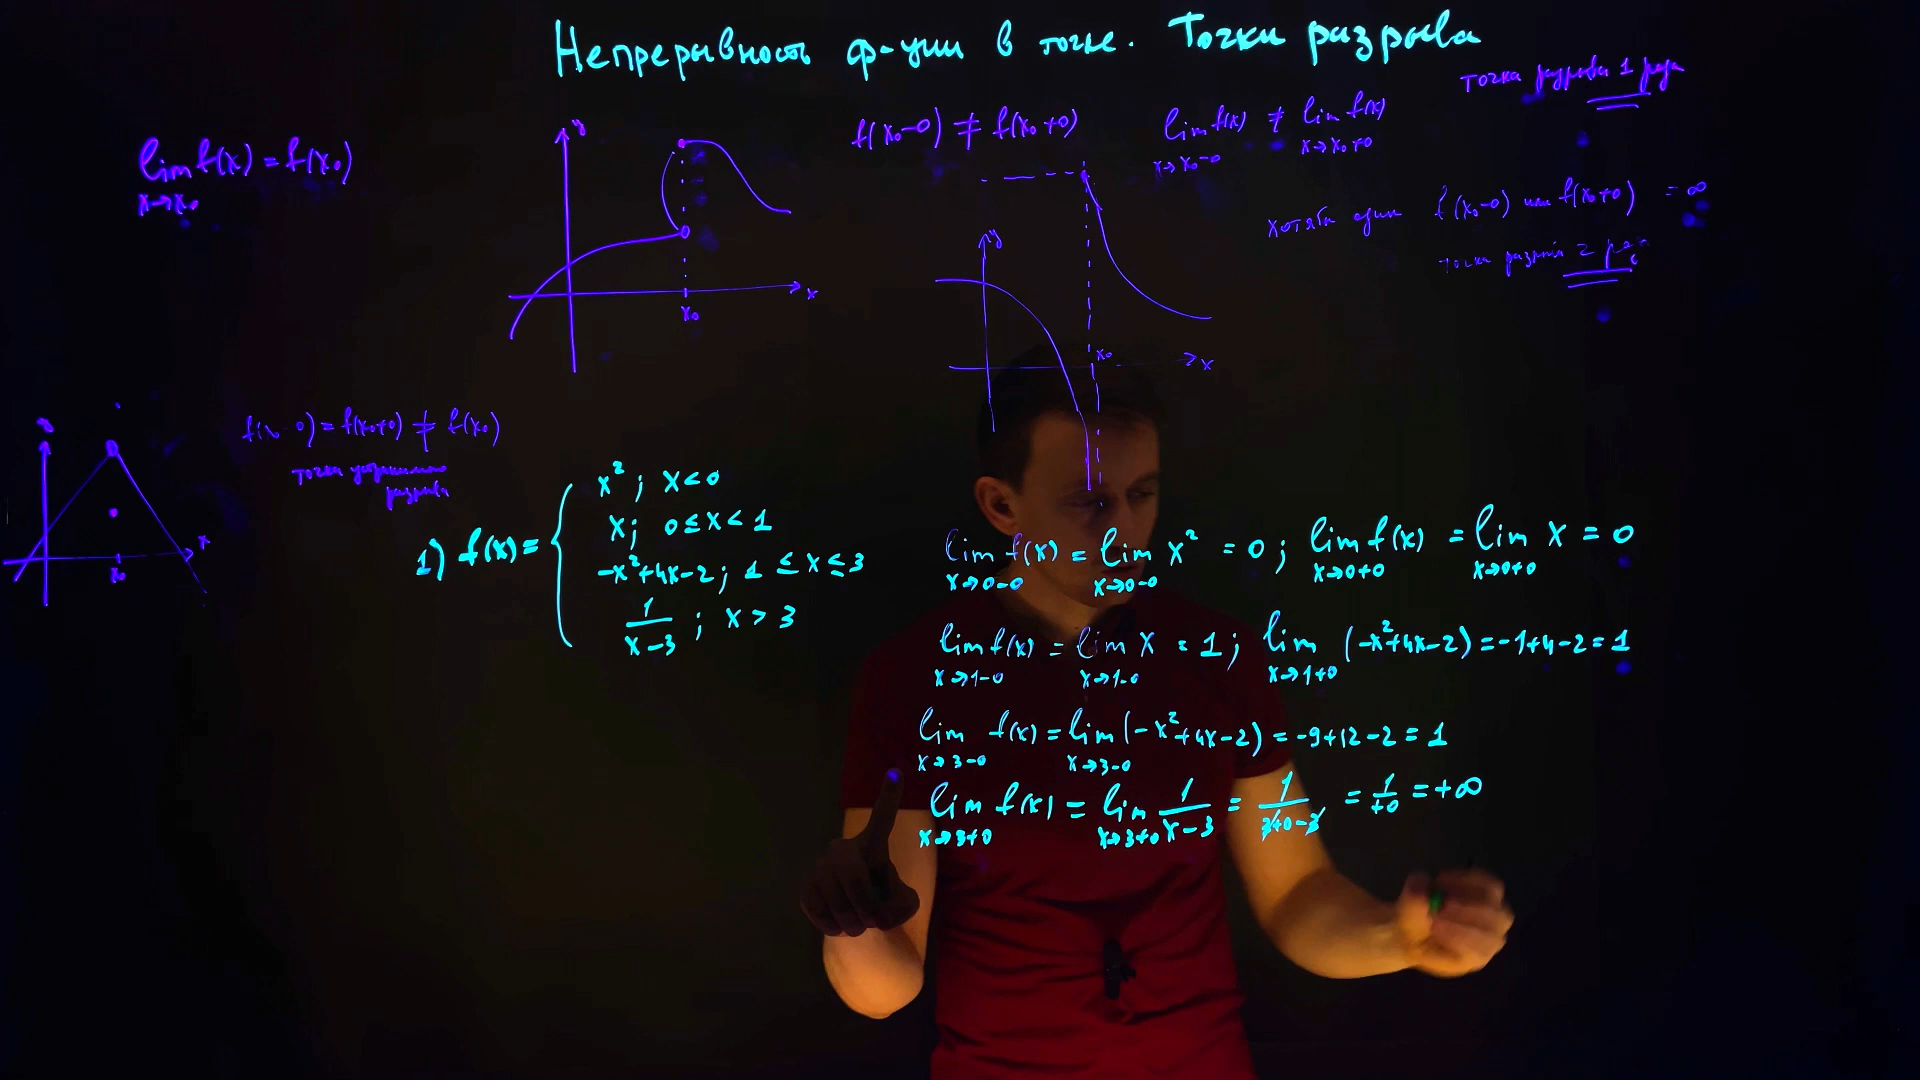 Непрерывность ф-ции в точке. Точки разрыва
lim f(x) = f(x₀)
x→x₀
y
x
x₀
f(x₀-0) ≠ f(x₀+0)
lim f(x) ≠ lim f(x)
x→x₀-0 x→x₀+0
точка разрыва 1 рода
хотя бы один f(x₀-0) или f(x₀+0) = ∞
точка разрыва 2 рода
y
x
x₀
x
x₀
f(x₀-0) = f(x₀+0) ≠ f(x₀)
точка устранимого
разрыва
1) f(x) = {
x²; x<0
x; 0≤x<1
-x²+4x-2; 1≤x≤3
1/(x-3); x>3
lim f(x) = lim x² = 0; lim f(x) = lim x = 0
x→0-0 x→0-0 x→0+0 x→0+0
lim f(x) = lim x = 1; lim (-x²+4x-2) = -1+4-2 = 1
x→1-0 x→1-0 x→1+0
lim f(x) = lim (-x²+4x-2) = -9+12-2 = 1
x→3-0 x→3-0
lim f(x) = lim 1/(x-3) = 1/(3+0-3) = 1/+0 = +∞
x→3+0 x→3+0